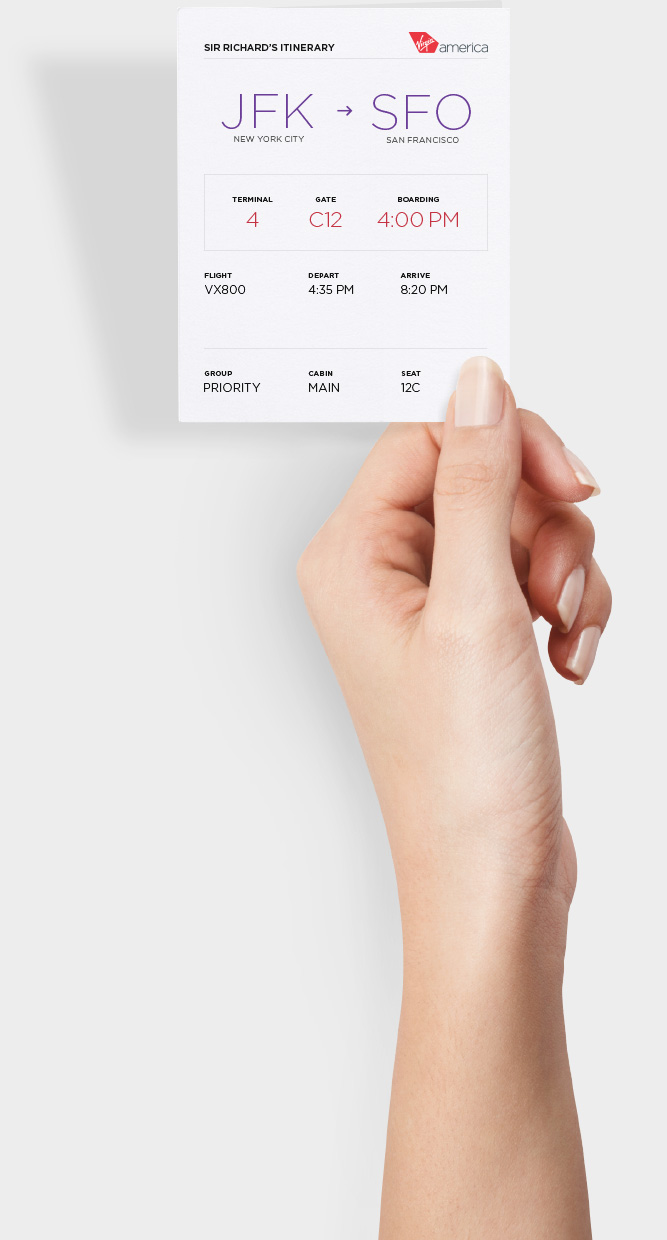 SIR RICHARD'S ITINERARY
Virgin america
JFK → SFO
NEW YORK CITY SAN FRANCISCO
TERMINAL GATE BOARDING
4 C12 4:00 PM
FLIGHT DEPART ARRIVE
VX800 4:35 PM 8:20 PM
GROUP CABIN SEAT
PRIORITY MAIN 12C